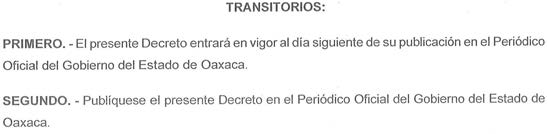 TRANSITORIOS:
PRIMERO. - El presente Decreto entrará en vigor al día siguiente de su publicación en el Periódico
Oficial del Gobierno del Estado de Oaxaca.
SEGUNDO. - Publíquese el presente Decreto en el Periódico Oficial del Gobierno del Estado de
Oaxaca.